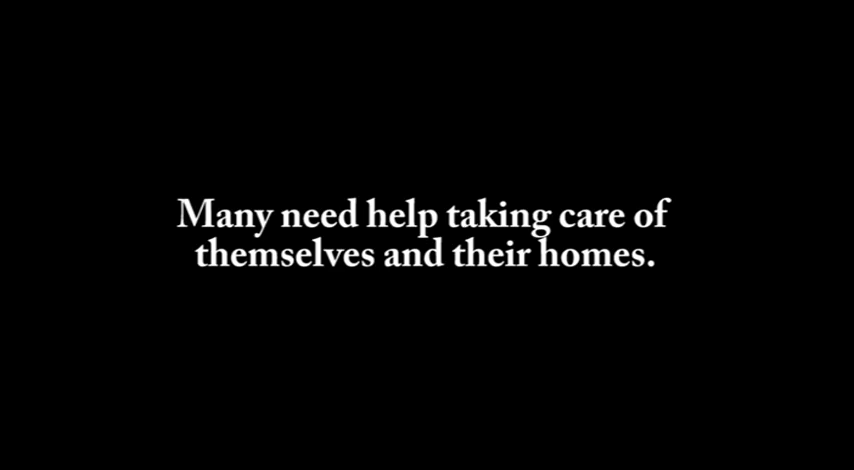 Many need help taking care of
themselves and their homes.